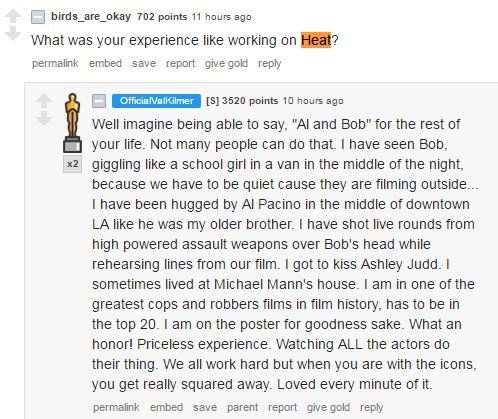 birds_are_okay 702 points 11 hours ago
What was your experience like working on Heat?
permalink embed save report give gold reply
OfficialValKilmer [S] 3520 points 10 hours ago
x2
Well imagine being able to say, "Al and Bob" for the rest of
your life. Not many people can do that. I have seen Bob,
giggling like a school girl in a van in the middle of the night,
because we have to be quiet cause they are filming outside...
I have been hugged by Al Pacino in the middle of downtown
LA like he was my older brother. I have shot live rounds from
high powered assault weapons over Bob's head while
rehearsing lines from our film. I got to kiss Ashley Judd. I
sometimes lived at Michael Mann's house. I am in one of the
greatest cops and robbers films in film history, has to be in
the top 20. I am on the poster for goodness sake. What an
honor! Priceless experience. Watching ALL the actors do
their thing. We all work hard but when you are with the icons,
you get really squared away. Loved every minute of it.
permalink embed save parent report give gold reply